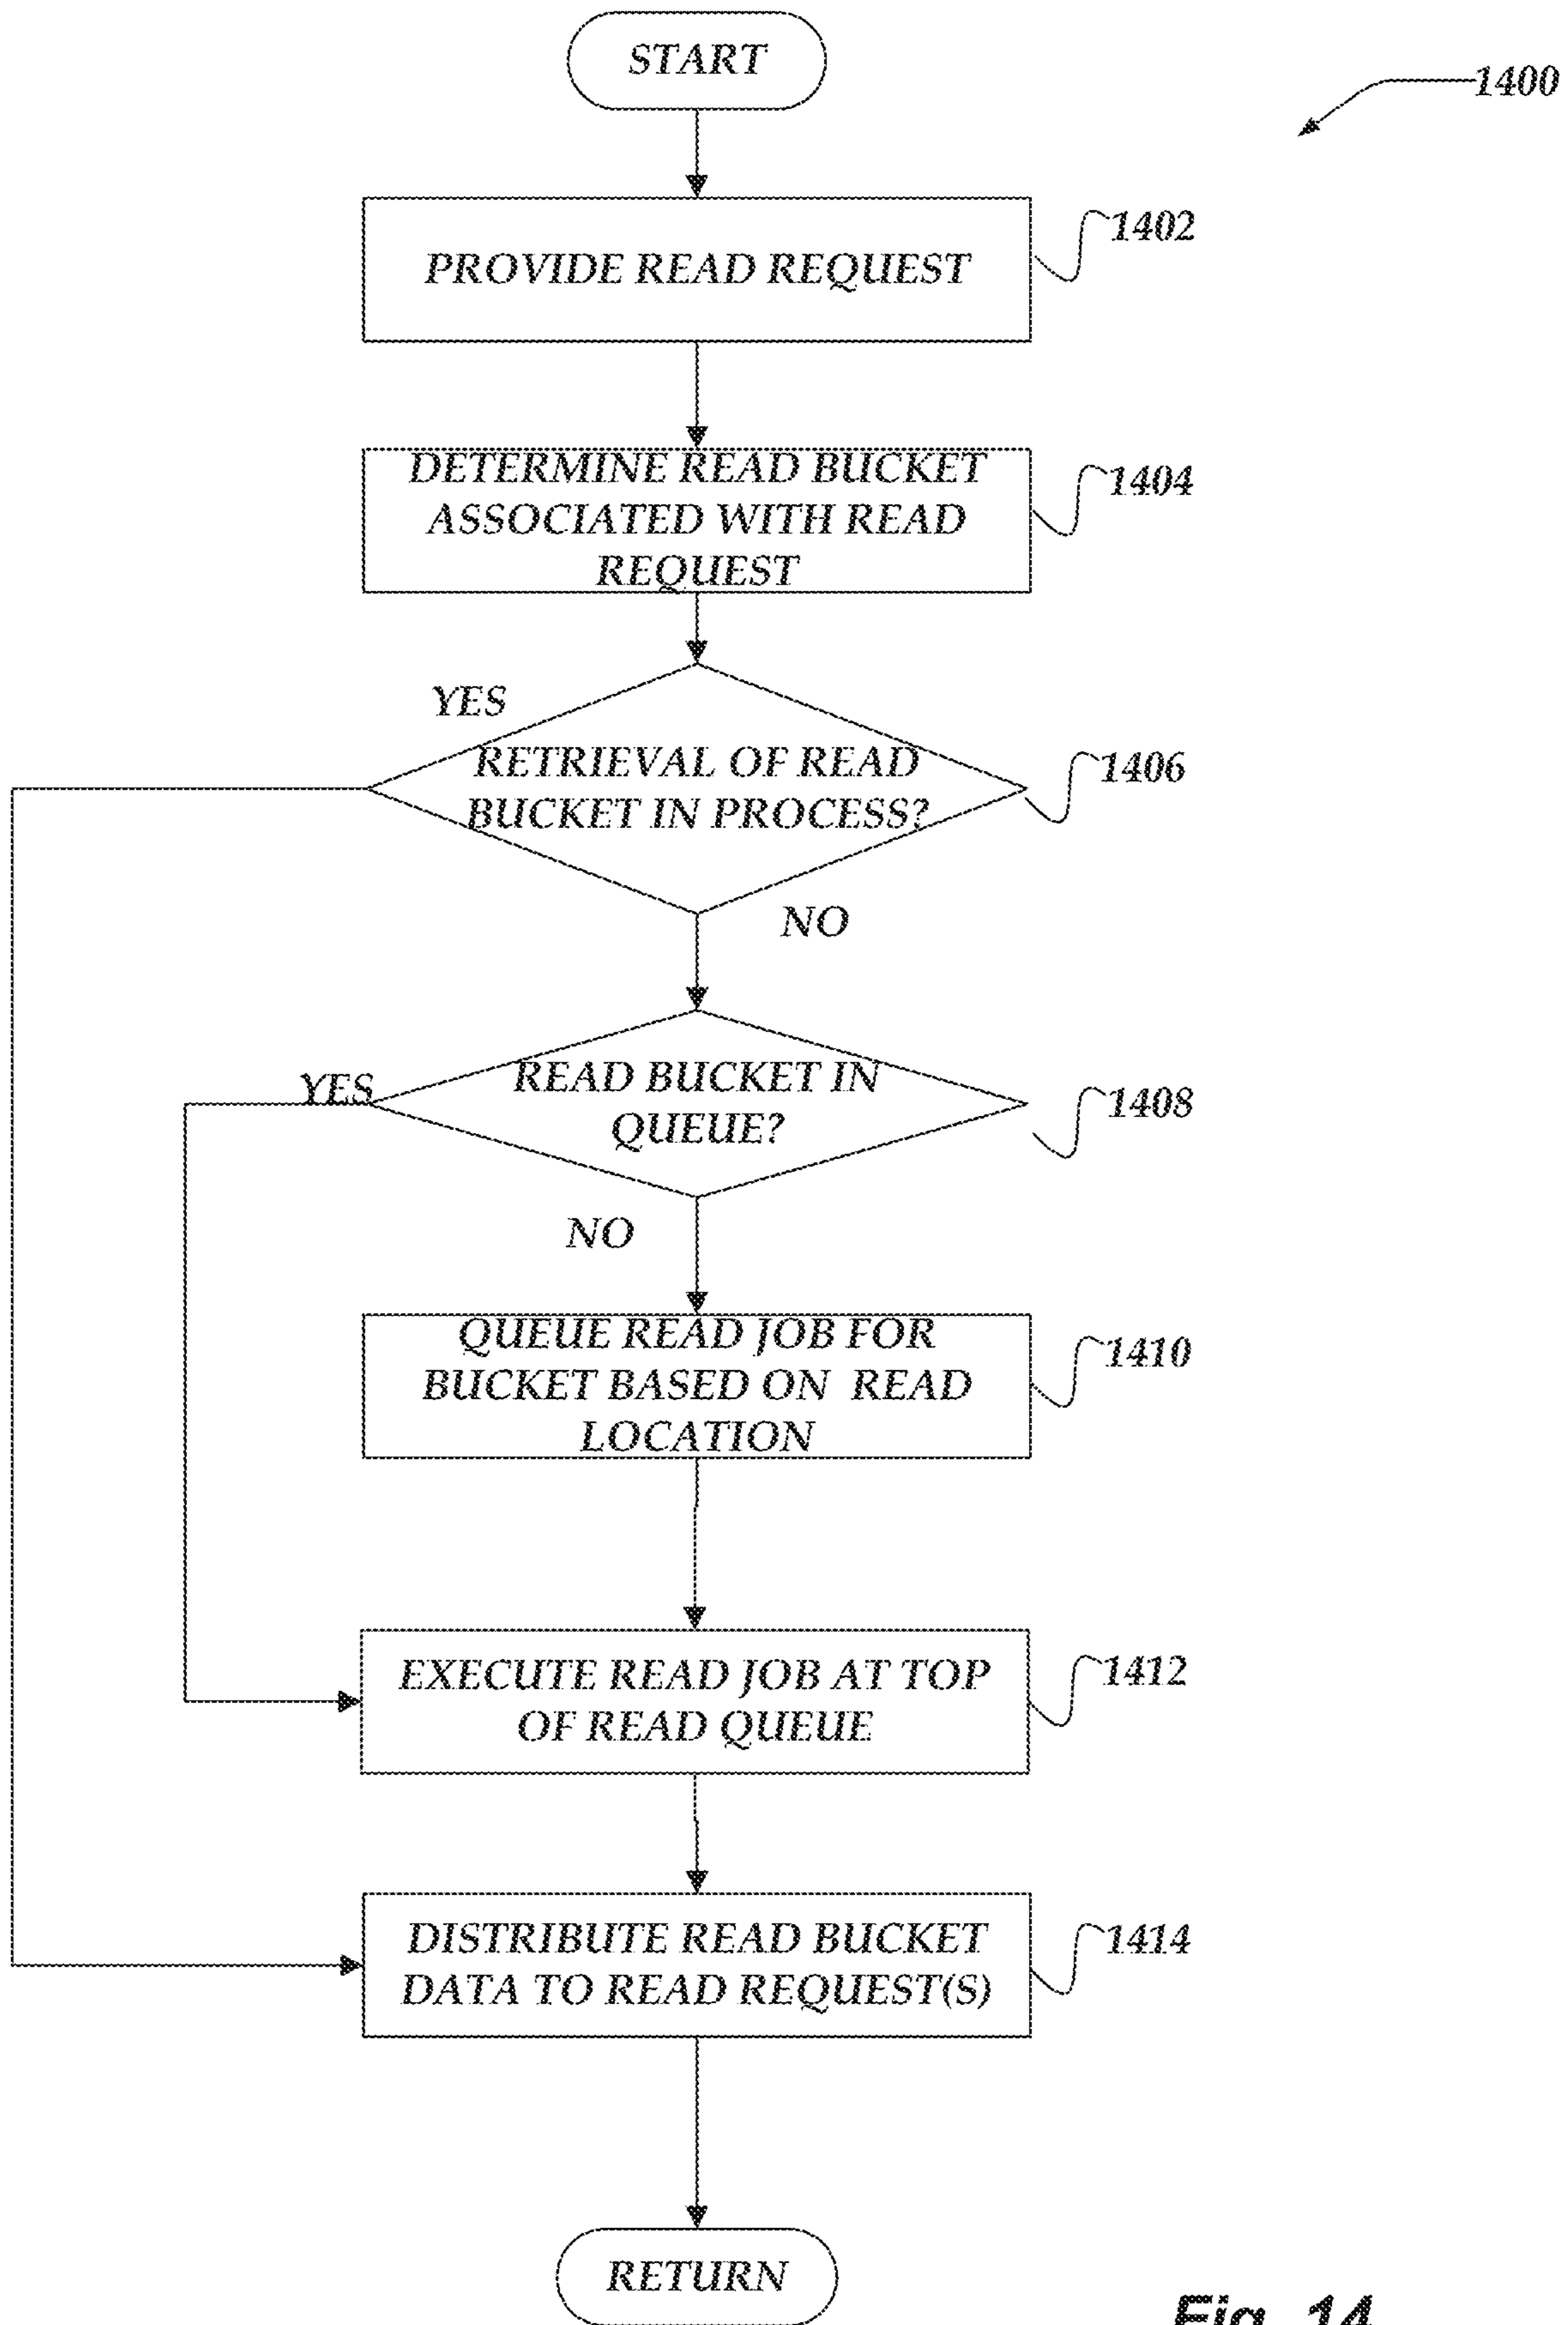 START
1400
1402
PROVIDE READ REQUEST
1404
DETERMINE READ BUCKET
ASSOCIATED WITH READ
REQUEST
YES
1406
RETRIEVAL OF READ
BUCKET IN PROCESS?
NO
1408
YES
READ BUCKET IN
QUEUE?
NO
1410
QUEUE READ JOB FOR
BUCKET BASED ON READ
LOCATION
1412
EXECUTE READ JOB AT TOP
OF READ QUEUE
1414
DISTRIBUTE READ BUCKET
DATA TO READ REQUEST(S)
RETURN
Fig. 14